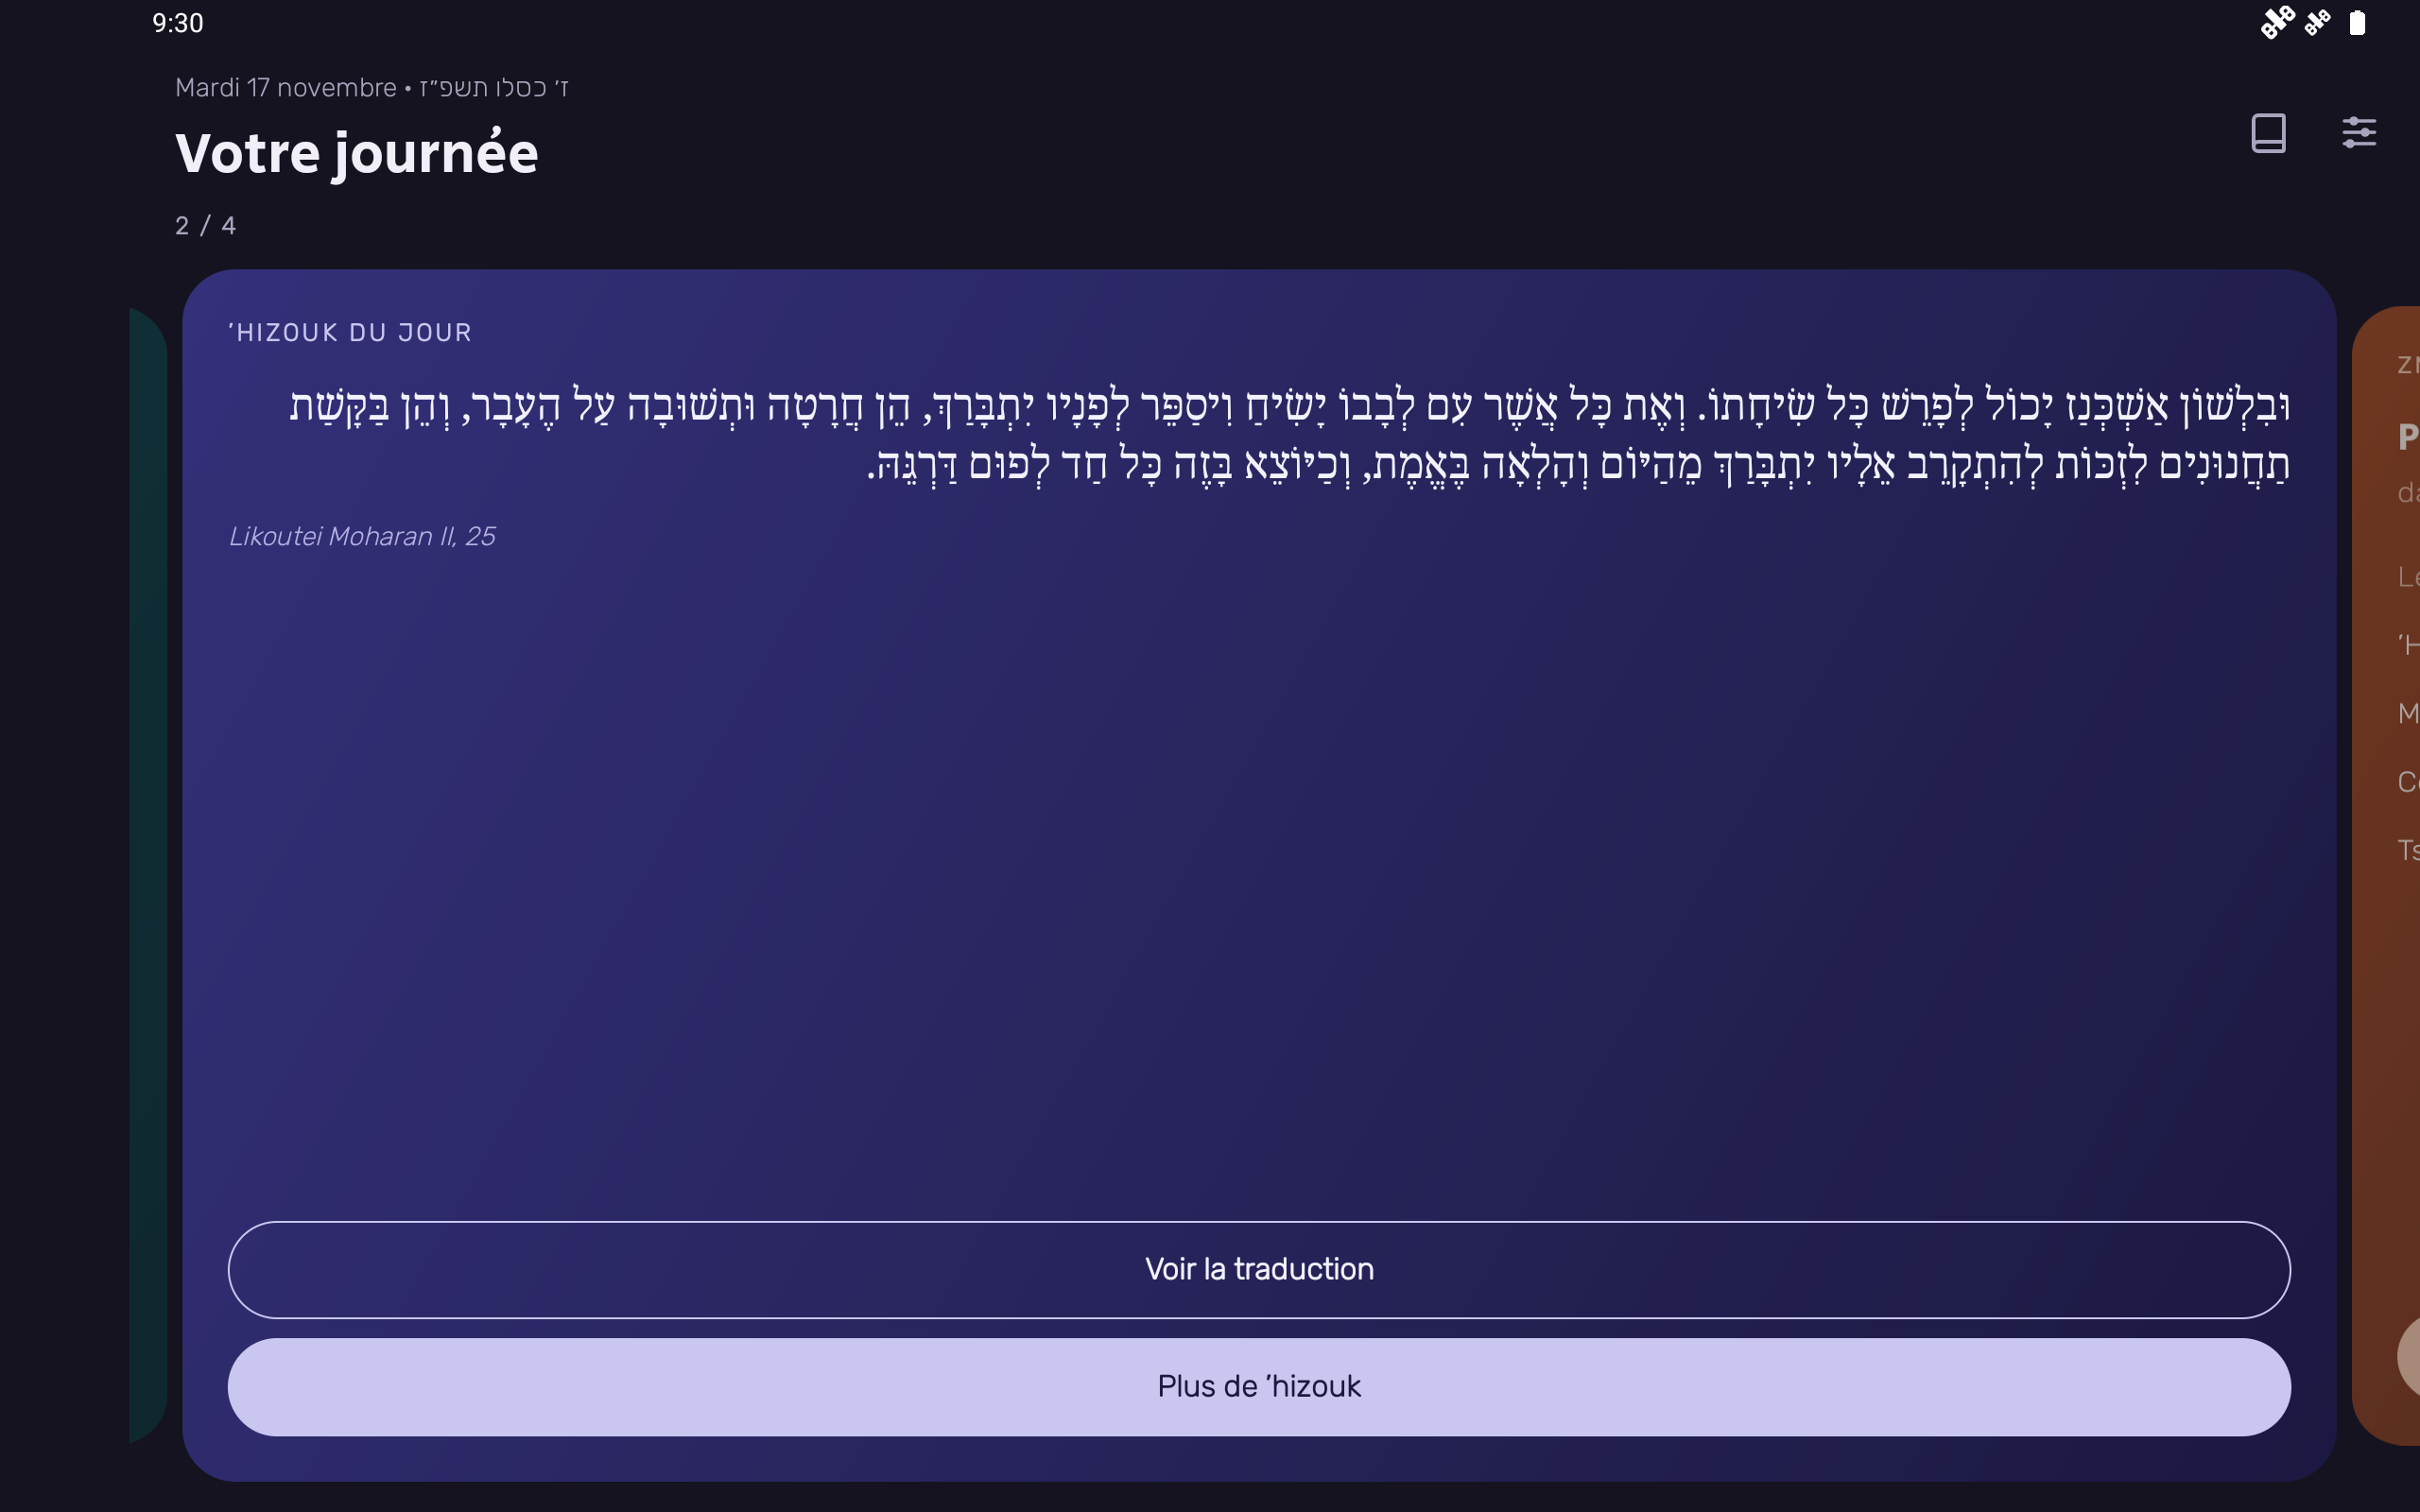 9:30
Mardi 17 novembre • ז׳ כסלו תשפ״ז
Votre journée
2 / 4
’HIZOUK DU JOUR
וּבִלְשׁוֹן אַשְׁכְּנַז יָכוֹל לְפָרֵשׁ כָּל שִׂיחָתוֹ. וְאֶת כָּל אֲשֶׁר עִם לְבָבוֹ יָשִׂיחַ וִיסַפֵּר לְפָנָיו יִתְבָּרַךְ, הֵן חֲרָטָה וּתְשׁוּבָה עַל הֶעָבָר, וְהֵן בַּקָּשַׁת
תַּחֲנוּנִים לִזְכּוֹת לְהִתְקָרֵב אֵלָיו יִתְבָּרַךְ מֵהַיּוֹם וְהָלְאָה בֶּאֱמֶת, וְכַיּוֹצֵא בָּזֶה כָּל חַד לְפוּם דַּרְגֵּהּ.
Likoutei Moharan II, 25
Voir la traduction
Plus de ’hizouk
P